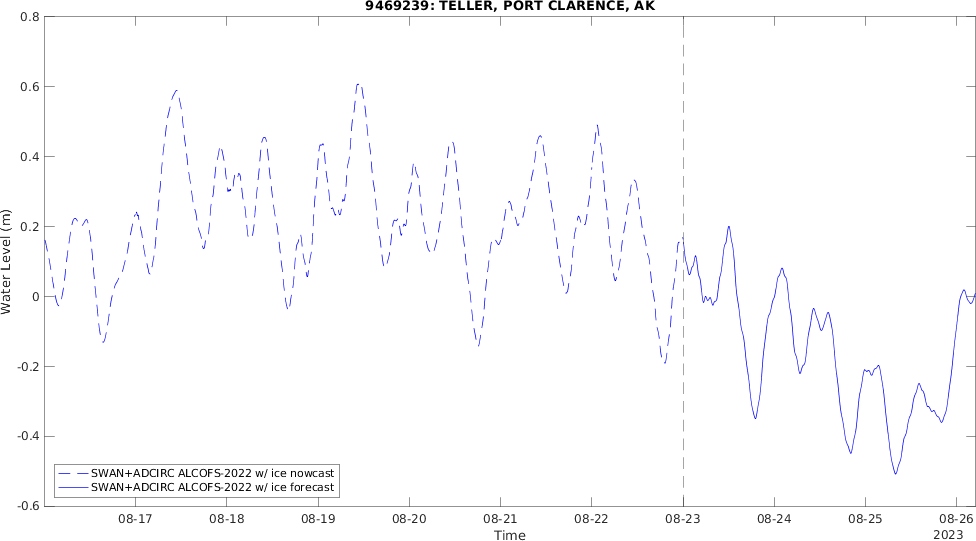 9469239: TELLER, PORT CLARENCE, AK
0.8
0.6
0.4
0.2
0
-0.2
-0.4
-0.6
Water Level (m)
SWAN+ADCIRC ALCOFS-2022 w/ ice nowcast
SWAN+ADCIRC ALCOFS-2022 w/ ice forecast
08-17 08-18 08-19 08-20 08-21 08-22 08-23 08-24 08-25 08-26
Time
2023